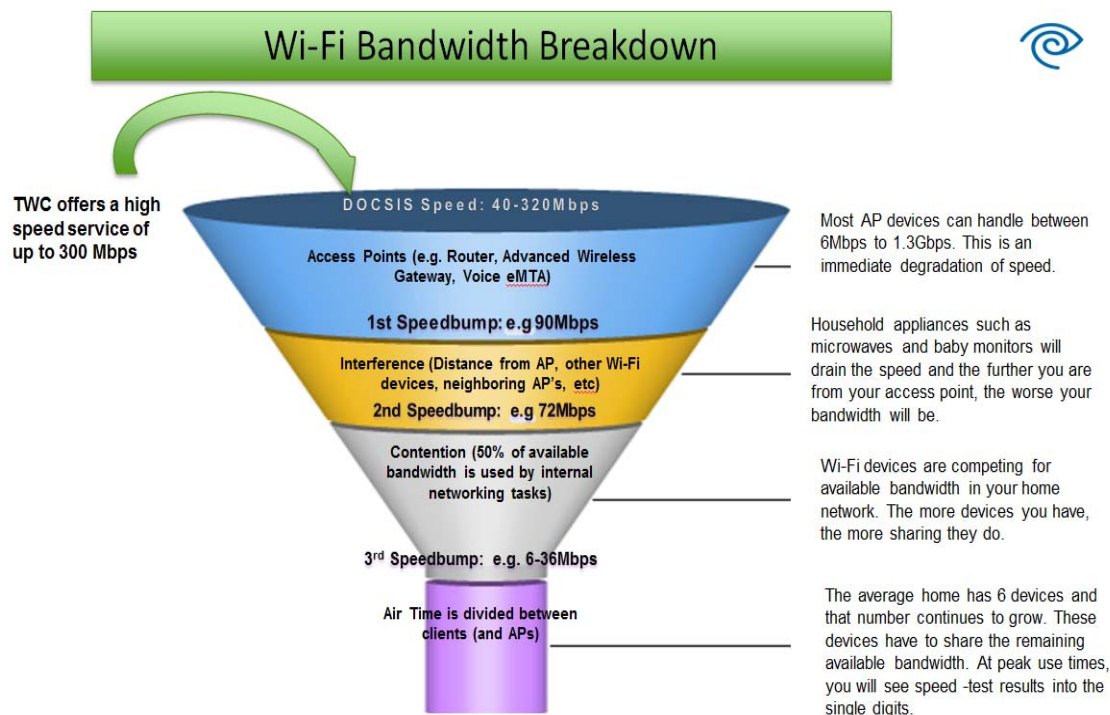 Wi-Fi Bandwidth Breakdown
TWC offers a high
speed service of
up to 300 Mbps
DOCSIS Speed: 40-320Mbps
Access Points (e.g. Router, Advanced Wireless
Gateway, Voice eMTA)
1st Speedbump: e.g 90Mbps
Most AP devices can handle between
6Mbps to 1.3Gbps. This is an
immediate degradation of speed.
Interference (Distance from AP, other Wi-Fi
devices, neighboring AP's, etc)
2nd Speedbump: e.g 72Mbps
Household appliances such as
microwaves and baby monitors will
drain the speed and the further you are
from your access point, the worse your
bandwidth will be.
Contention (50% of available
bandwidth is used by internal
networking tasks)
3rd Speedbump: e.g. 6-36Mbps
Wi-Fi devices are competing for
available bandwidth in your home
network. The more devices you have,
the more sharing they do.
Air Time is divided between
clients (and APs)
The average home has 6 devices and
that number continues to grow. These
devices have to share the remaining
available bandwidth. At peak use times,
you will see speed -test results into the
single digits.